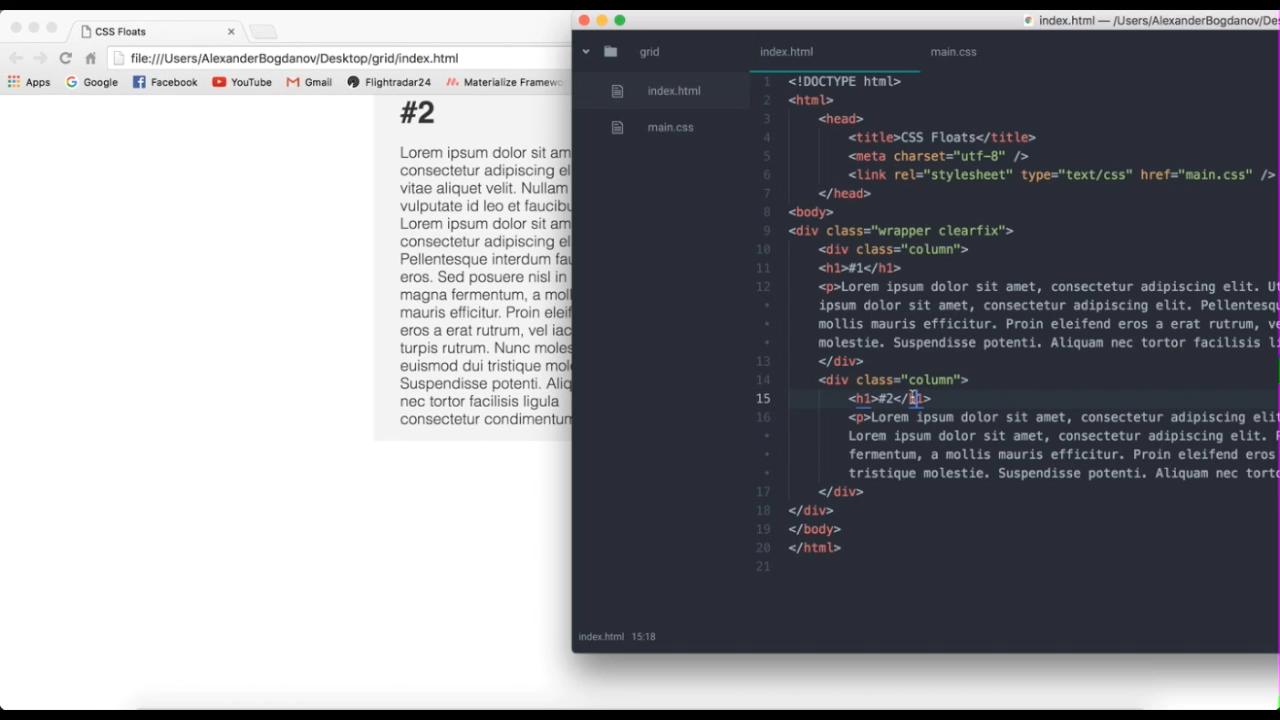 CSS Floats
file:///Users/AlexanderBogdanov/Desktop/grid/index.html
Apps Google Facebook YouTube Gmail Flightradar24 Materialize Framewo
#2
Lorem ipsum dolor sit am
consectetur adipiscing el
vitae aliquet velit. Nullam
vulputate id leo et faucibu
Lorem ipsum dolor sit am
consectetur adipiscing el
Pellentesque interdum fau
eros. Sed posuere nisl in
magna fermentum, a moll
mauris efficitur. Proin eleif
eros a erat rutrum, vel iac
turpis rutrum. Nunc moles
euismod dui tristique mol
Suspendisse potenti. Aliq
nec tortor facilisis ligula
consectetur condimentum
index.html — /Users/AlexanderBogdanov/Des
grid
index.html
main.css
index.html main.css
1 <!DOCTYPE html>
2 <html>
3 <head>
4 <title>CSS Floats</title>
5 <meta charset="utf-8" />
6 <link rel="stylesheet" type="text/css" href="main.css" />
7 </head>
8 <body>
9 <div class="wrapper clearfix">
10 <div class="column">
11 <h1>#1</h1>
12 <p>Lorem ipsum dolor sit amet, consectetur adipiscing elit. Ut
• ipsum dolor sit amet, consectetur adipiscing elit. Pellentesq
• mollis mauris efficitur. Proin eleifend eros a erat rutrum, ve
• molestie. Suspendisse potenti. Aliquam nec tortor facilisis li
13 </div>
14 <div class="column">
15 <h1>#2</h1>
16 <p>Lorem ipsum dolor sit amet, consectetur adipiscing elit
• Lorem ipsum dolor sit amet, consectetur adipiscing elit. P
• fermentum, a mollis mauris efficitur. Proin eleifend eros
• tristique molestie. Suspendisse potenti. Aliquam nec torto
17 </div>
18 </div>
19 </body>
20 </html>
21
index.html 15:18